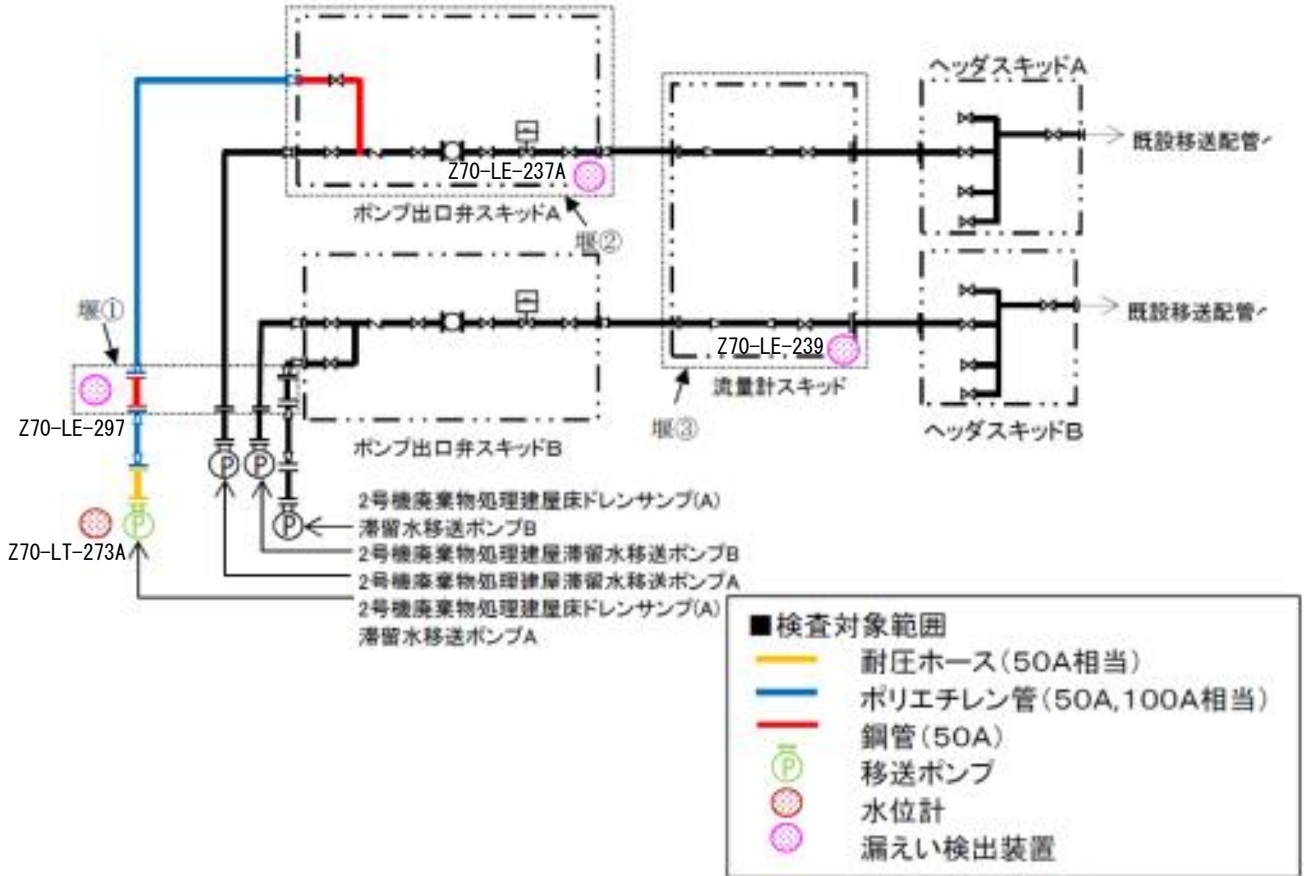 ヘッダスキッドA
既設移送配管へ
Z70-LE-237A
ポンプ出口弁スキッドA
堰②
堰①
ヘッダスキッドB
既設移送配管へ
Z70-LE-239
流量計スキッド
堰③
Z70-LE-297
ポンプ出口弁スキッドB
P
P
P
P
Z70-LT-273A
2号機廃棄物処理建屋床ドレンサンプ(A)
滞留水移送ポンプB
2号機廃棄物処理建屋滞留水移送ポンプB
2号機廃棄物処理建屋滞留水移送ポンプA
2号機廃棄物処理建屋床ドレンサンプ(A)
滞留水移送ポンプA
■検査対象範囲
耐圧ホース(50A相当)
ポリエチレン管(50A,100A相当)
鋼管(50A)
P 移送ポンプ
水位計
漏えい検出装置